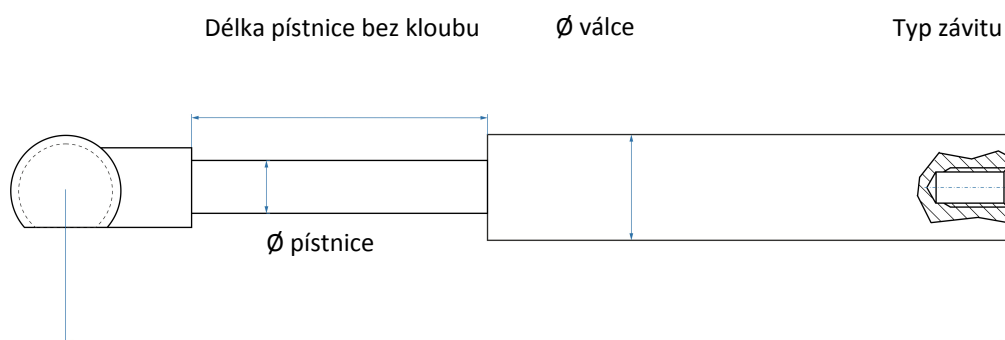 Délka pístnice bez kloubu
Ø válce
Typ závitu
Ø pístnice